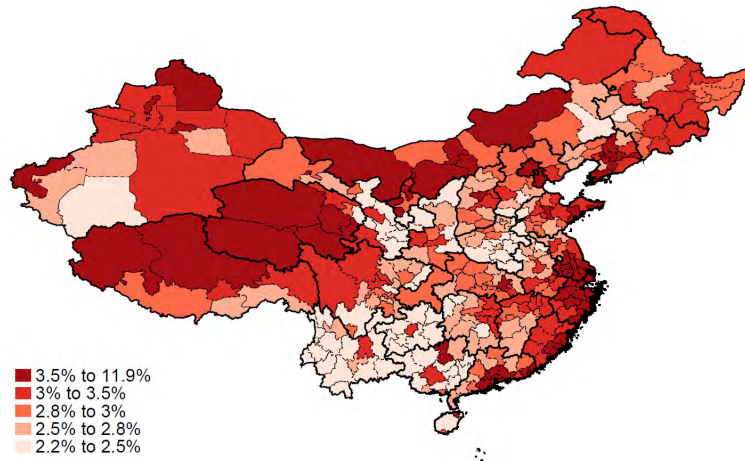 3.5% to 11.9%
3% to 3.5%
2.8% to 3%
2.5% to 2.8%
2.2% to 2.5%